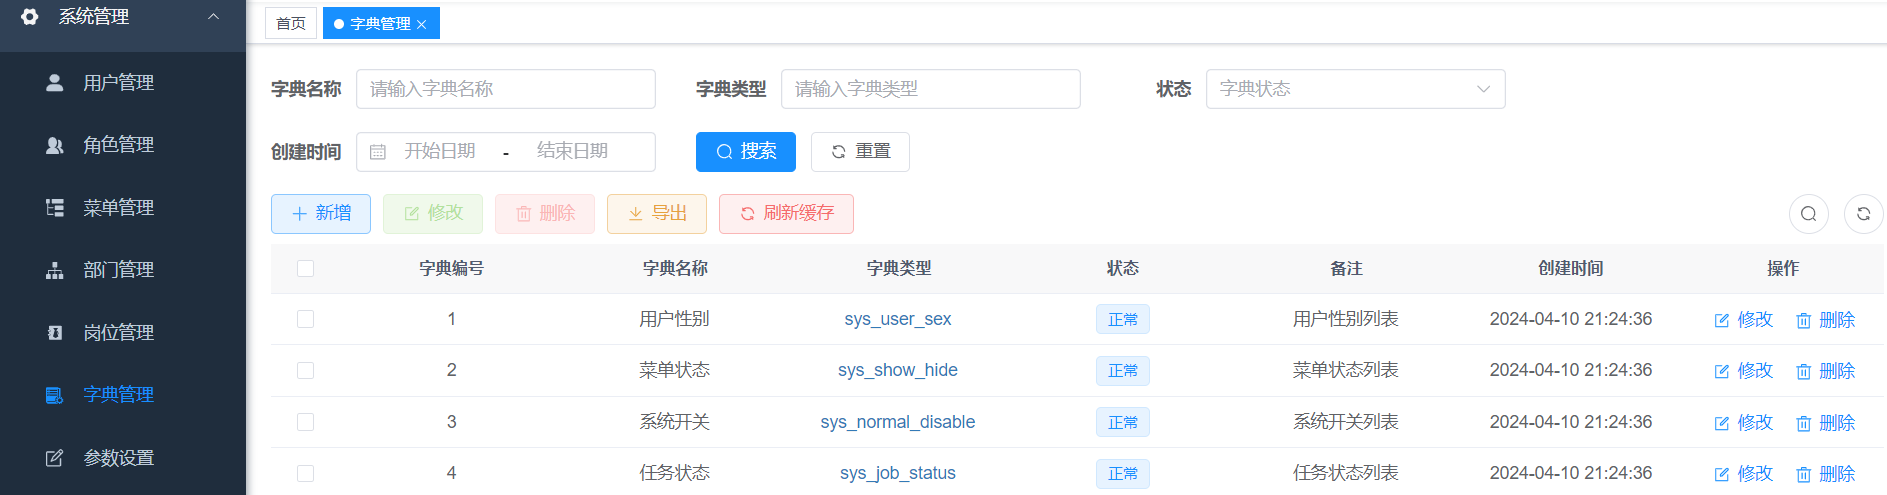 系统管理
用户管理
角色管理
菜单管理
部门管理
岗位管理
字典管理
参数设置
首页 字典管理
字典名称 请输入字典名称 字典类型 请输入字典类型 状态 字典状态
创建时间 开始日期 - 结束日期 搜索 重置
新增 修改 删除 导出 刷新缓存
字典编号 字典名称 字典类型 状态 备注 创建时间 操作
1 用户性别 sys_user_sex 正常 用户性别列表 2024-04-10 21:24:36 修改 删除
2 菜单状态 sys_show_hide 正常 菜单状态列表 2024-04-10 21:24:36 修改 删除
3 系统开关 sys_normal_disable 正常 系统开关列表 2024-04-10 21:24:36 修改 删除
4 任务状态 sys_job_status 正常 任务状态列表 2024-04-10 21:24:36 修改 删除